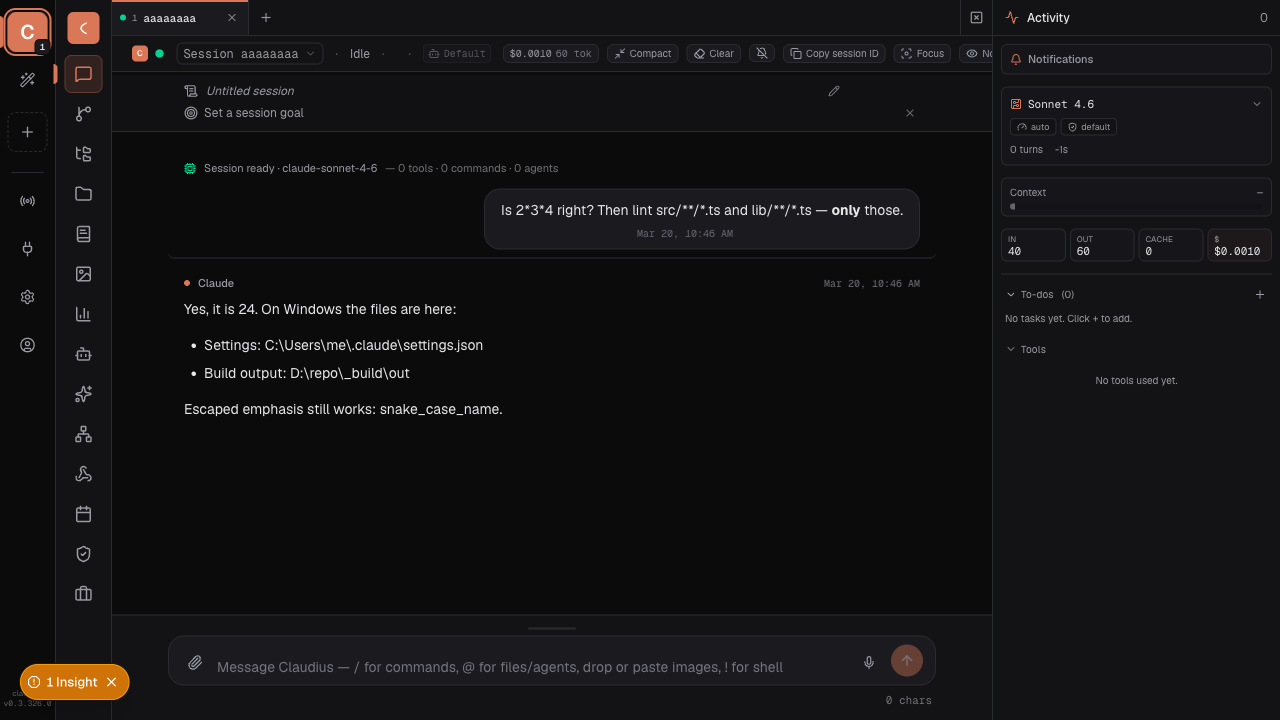 C
1
1 aaaaaaaa
Activity
0
C
Session aaaaaaaa
· Idle · ·
Default
$0.0010 60 tok
Compact
Clear
Copy session ID
Focus
No
Notifications
Untitled session
Set a session goal
Sonnet 4.6
auto
default
0 turns ~1s
Session ready · claude-sonnet-4-6 — 0 tools · 0 commands · 0 agents
Is 2*3*4 right? Then lint src/**/*.ts and lib/**/*.ts — only those.
Mar 20, 10:46 AM
Context
–
IN
40
OUT
60
CACHE
0
$
$0.0010
Claude
Mar 20, 10:46 AM
Yes, it is 24. On Windows the files are here:
• Settings: C:\Users\me\.claude\settings.json
• Build output: D:\repo\_build\out
Escaped emphasis still works: snake_case_name.
To-dos (0)
No tasks yet. Click + to add.
Tools
No tools used yet.
Message Claudius — / for commands, @ for files/agents, drop or paste images, ! for shell
0 chars
1 Insight
v0.3.326.0